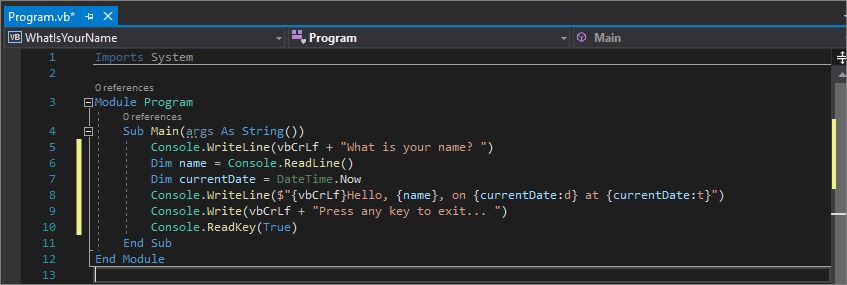 Program.vb*
WhatIsYourName Program Main
1 Imports System
2
0 references
3 Module Program
0 references
4 Sub Main(args As String())
5 Console.WriteLine(vbCrLf + "What is your name? ")
6 Dim name = Console.ReadLine()
7 Dim currentDate = DateTime.Now
8 Console.WriteLine($"{vbCrLf}Hello, {name}, on {currentDate:d} at {currentDate:t}")
9 Console.Write(vbCrLf + "Press any key to exit... ")
10 Console.ReadKey(True)
11 End Sub
12 End Module
13